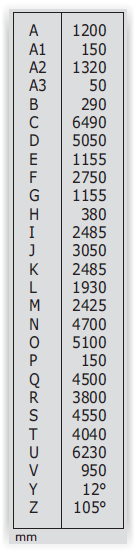 A 1200
A1 150
A2 1320
A3 50
B 290
C 6490
D 5050
E 1155
F 2750
G 1155
H 380
I 2485
J 3050
K 2485
L 1930
M 2425
N 4700
O 5100
P 150
Q 4500
R 3800
S 4550
T 4040
U 6230
V 950
Y 12°
Z 105°
mm